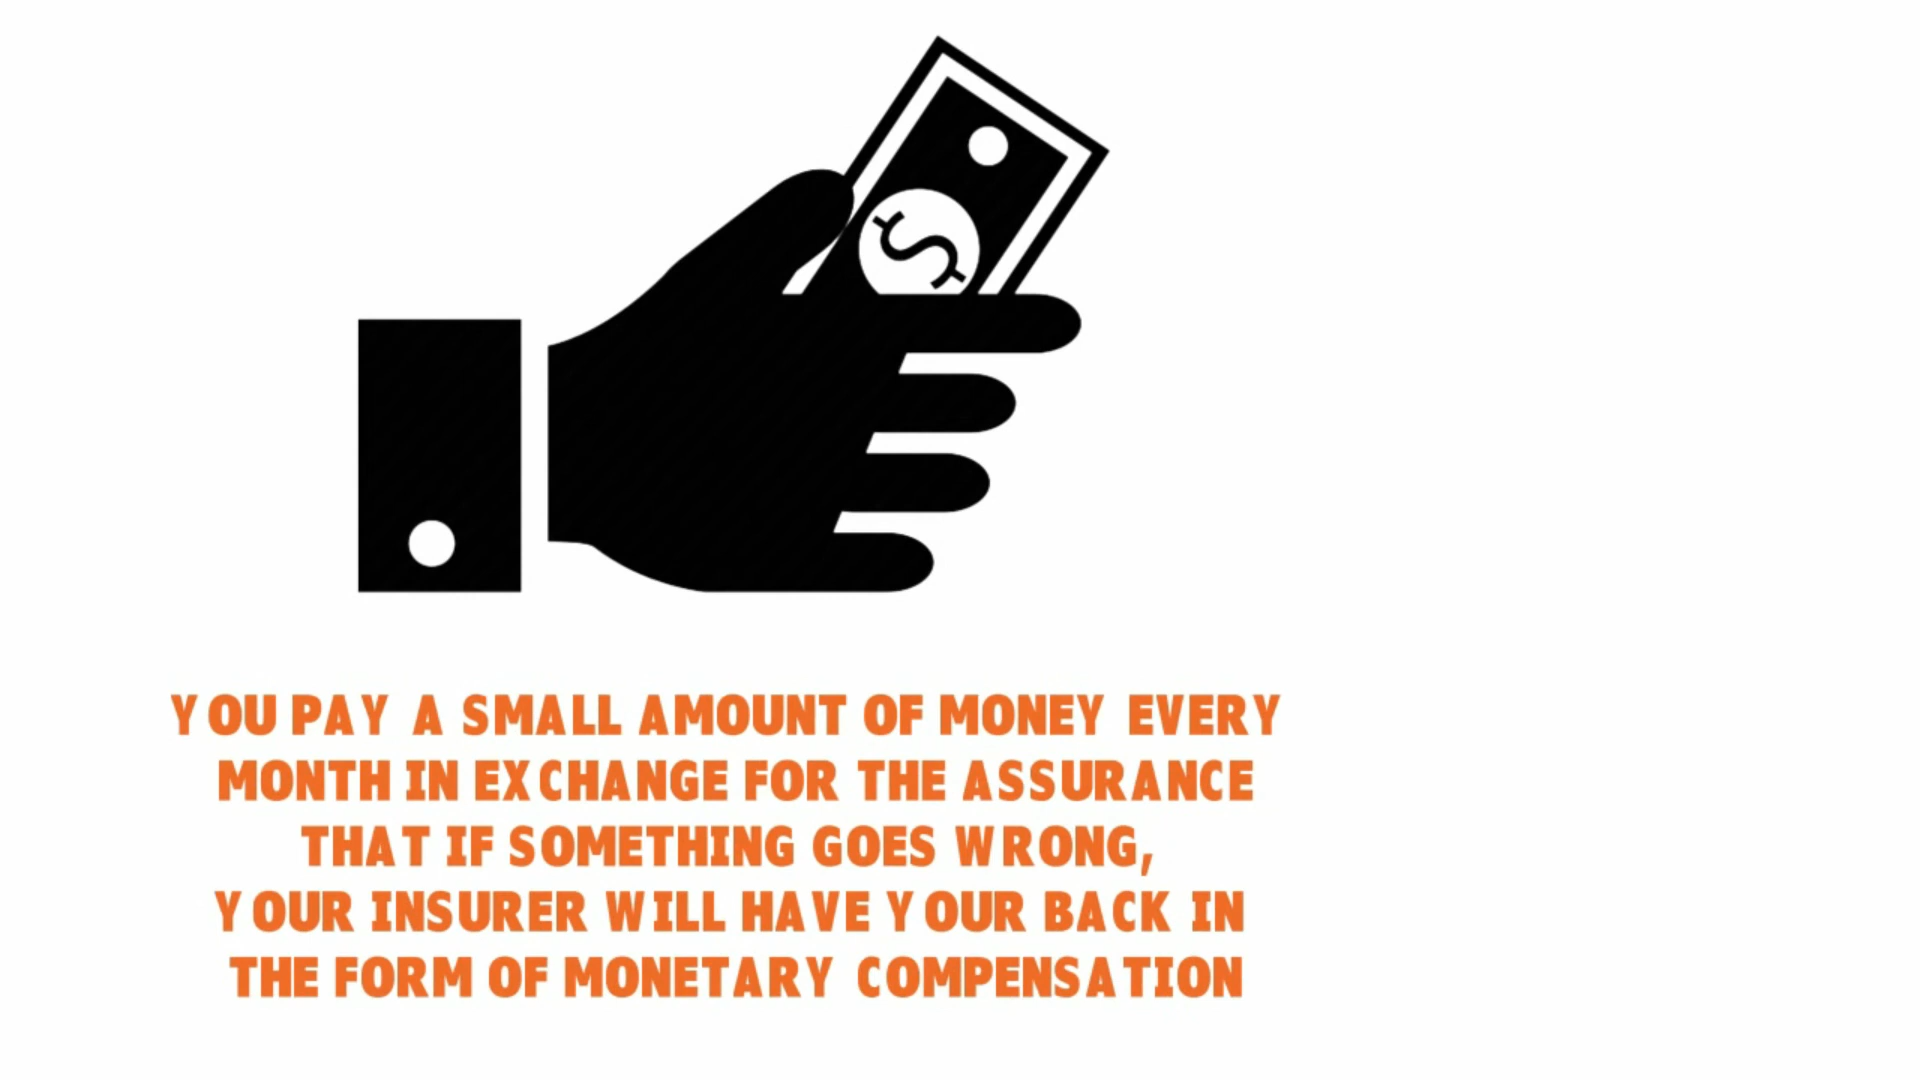 $
YOU PAY A SMALL AMOUNT OF MONEY EVERY
MONTH IN EXCHANGE FOR THE ASSURANCE
THAT IF SOMETHING GOES WRONG,
YOUR INSURER WILL HAVE YOUR BACK IN
THE FORM OF MONETARY COMPENSATION